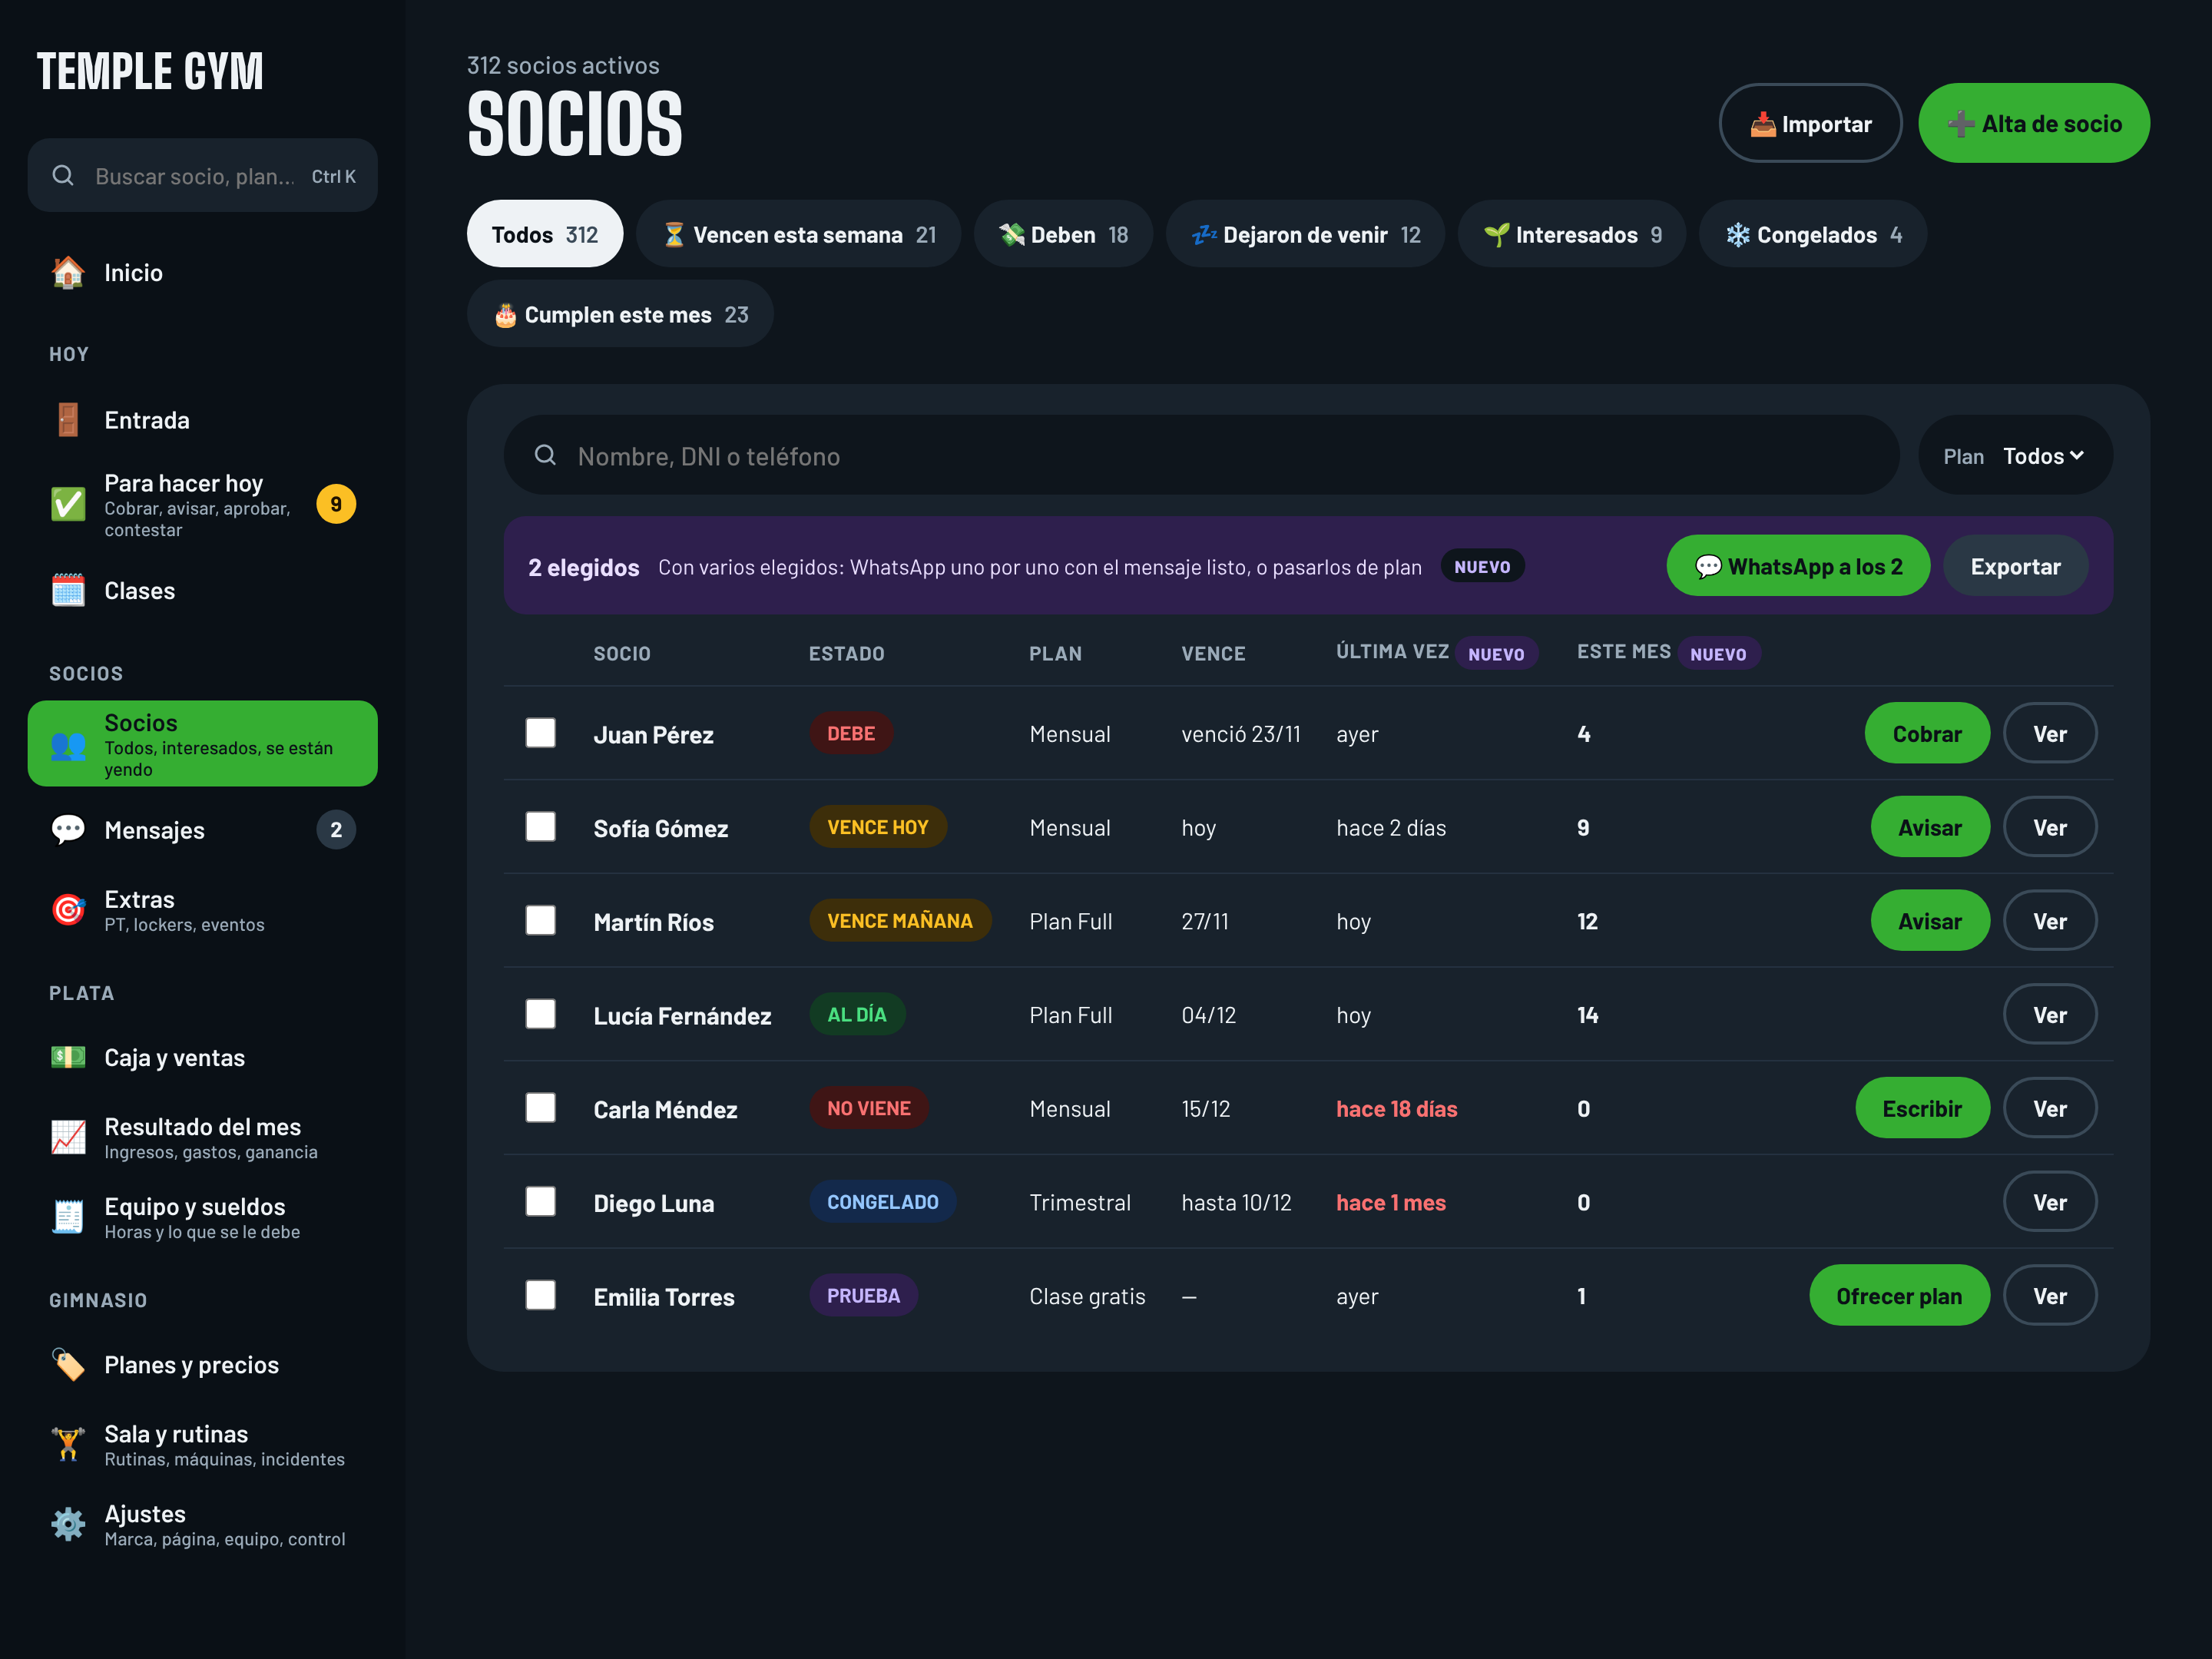 TEMPLE GYM
Buscar socio, plan... Ctrl K
Inicio
HOY
Entrada
Para hacer hoy
Cobrar, avisar, aprobar,
contestar
9
Clases
SOCIOS
Socios
Todos, interesados, se están
yendo
Mensajes 2
Extras
PT, lockers, eventos
PLATA
Caja y ventas
Resultado del mes
Ingresos, gastos, ganancia
Equipo y sueldos
Horas y lo que se le debe
GIMNASIO
Planes y precios
Sala y rutinas
Rutinas, máquinas, incidentes
Ajustes
Marca, página, equipo, control
312 socios activos
SOCIOS
Importar
Alta de socio
Todos 312 Vencen esta semana 21 Deben 18 Dejaron de venir 12 Interesados 9 Congelados 4
Cumplen este mes 23
Nombre, DNI o teléfono
Plan Todos
2 elegidos Con varios elegidos: WhatsApp uno por uno con el mensaje listo, o pasarlos de plan NUEVO WhatsApp a los 2 Exportar
SOCIO ESTADO PLAN VENCE ÚLTIMA VEZ NUEVO ESTE MES NUEVO
Juan Pérez DEBE Mensual venció 23/11 ayer 4 Cobrar Ver
Sofía Gómez VENCE HOY Mensual hoy hace 2 días 9 Avisar Ver
Martín Ríos VENCE MAÑANA Plan Full 27/11 hoy 12 Avisar Ver
Lucía Fernández AL DÍA Plan Full 04/12 hoy 14 Ver
Carla Méndez NO VIENE Mensual 15/12 hace 18 días 0 Escribir Ver
Diego Luna CONGELADO Trimestral hasta 10/12 hace 1 mes 0 Ver
Emilia Torres PRUEBA Clase gratis — ayer 1 Ofrecer plan Ver